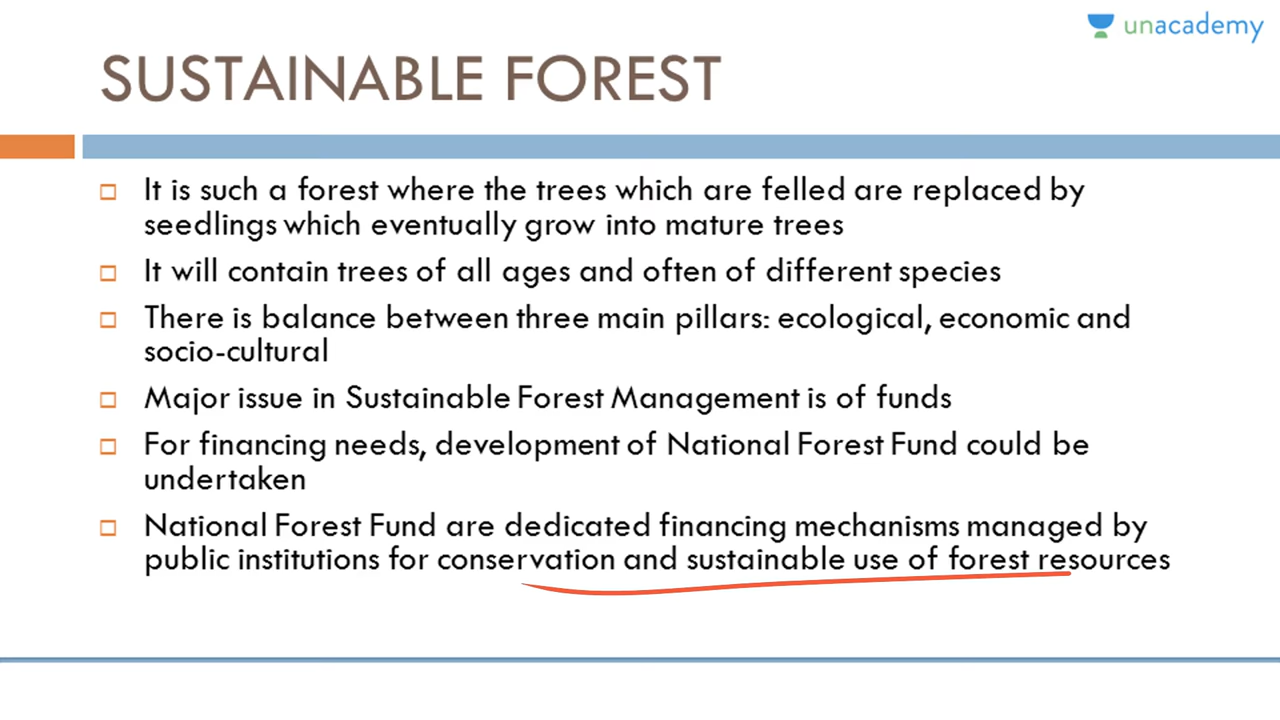 unacademy
SUSTAINABLE FOREST
It is such a forest where the trees which are felled are replaced by
seedlings which eventually grow into mature trees
It will contain trees of all ages and often of different species
There is balance between three main pillars: ecological, economic and
socio-cultural
Major issue in Sustainable Forest Management is of funds
For financing needs, development of National Forest Fund could be
undertaken
National Forest Fund are dedicated financing mechanisms managed by
public institutions for conservation and sustainable use of forest resources